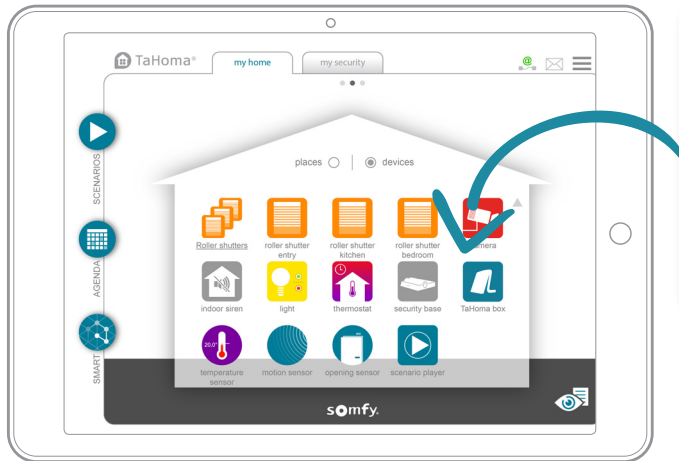 TaHoma®
my home
my security
@
places
devices
SCENARIOS
AGENDA
SMART
Roller shutters
roller shutter
entry
roller shutter
kitchen
roller shutter
bedroom
indoor siren
light
thermostat
security base
TaHoma box
20.0°
temperature
sensor
motion sensor
opening sensor
scenario player
somfy.